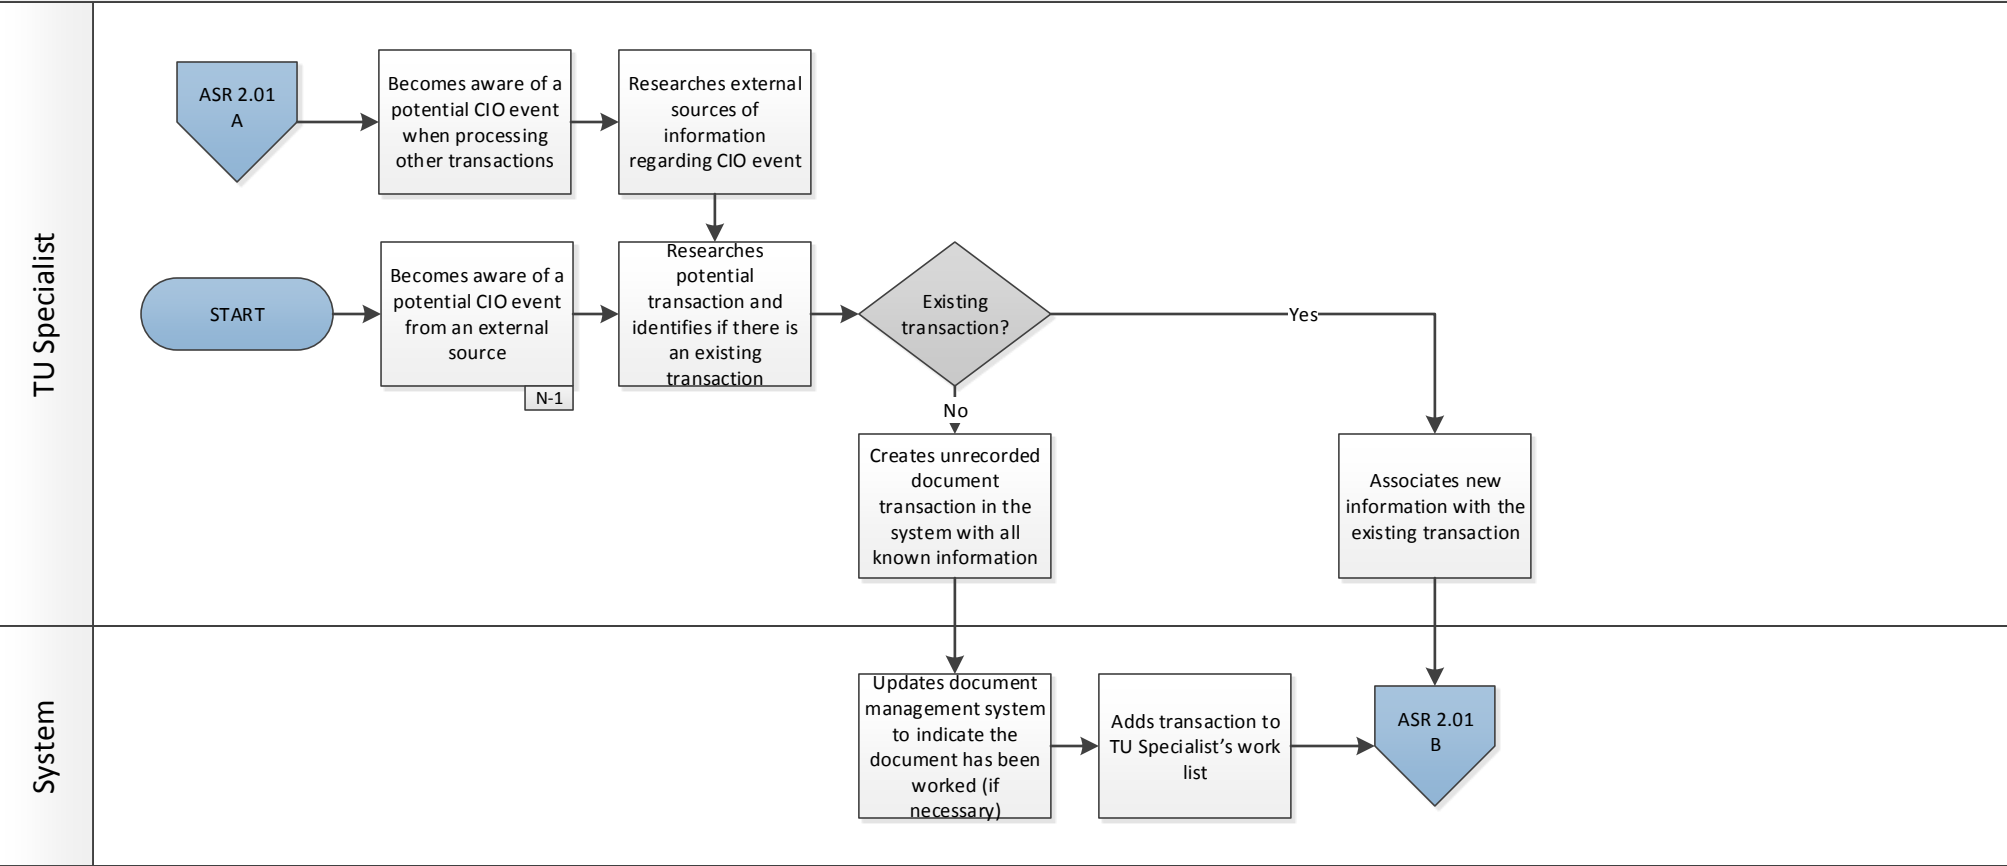 TU Specialist
ASR 2.01
A
Becomes aware of a
potential CIO event
when processing
other transactions
Researches external
sources of
information
regarding CIO event
START
Becomes aware of a
potential CIO event
from an external
source
N-1
Researches
potential
transaction and
identifies if there is
an existing
transaction
Existing
transaction?
Yes
No
Creates unrecorded
document
transaction in the
system with all
known information
Associates new
information with the
existing transaction
System
Updates document
management system
to indicate the
document has been
worked (if
necessary)
Adds transaction to
TU Specialist’s work
list
ASR 2.01
B